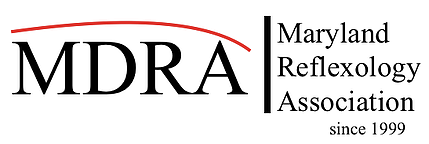 MDRA
Maryland
Reflexology
Association
since 1999